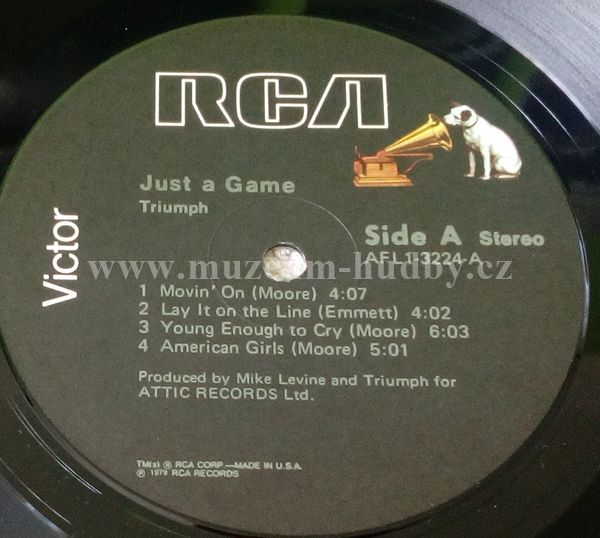 RCA
Victor
Just a Game
Triumph
Side A Stereo
AFL1-3224-A
www.muzeum-hudby.cz
1 Movin' On (Moore) 4:07
2 Lay It on the Line (Emmett) 4:02
3 Young Enough to Cry (Moore) 6:03
4 American Girls (Moore) 5:01
Produced by Mike Levine and Triumph for
ATTIC RECORDS Ltd.
TM(s) ® RCA CORP.—MADE IN U.S.A.
℗ 1979 RCA RECORDS